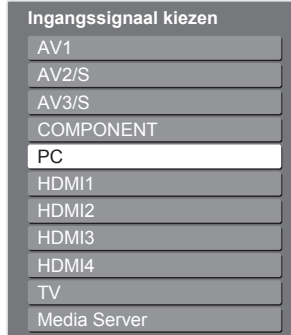 Ingangssignaal kiezen
AV1
AV2/S
AV3/S
COMPONENT
PC
HDMI1
HDMI2
HDMI3
HDMI4
TV
Media Server